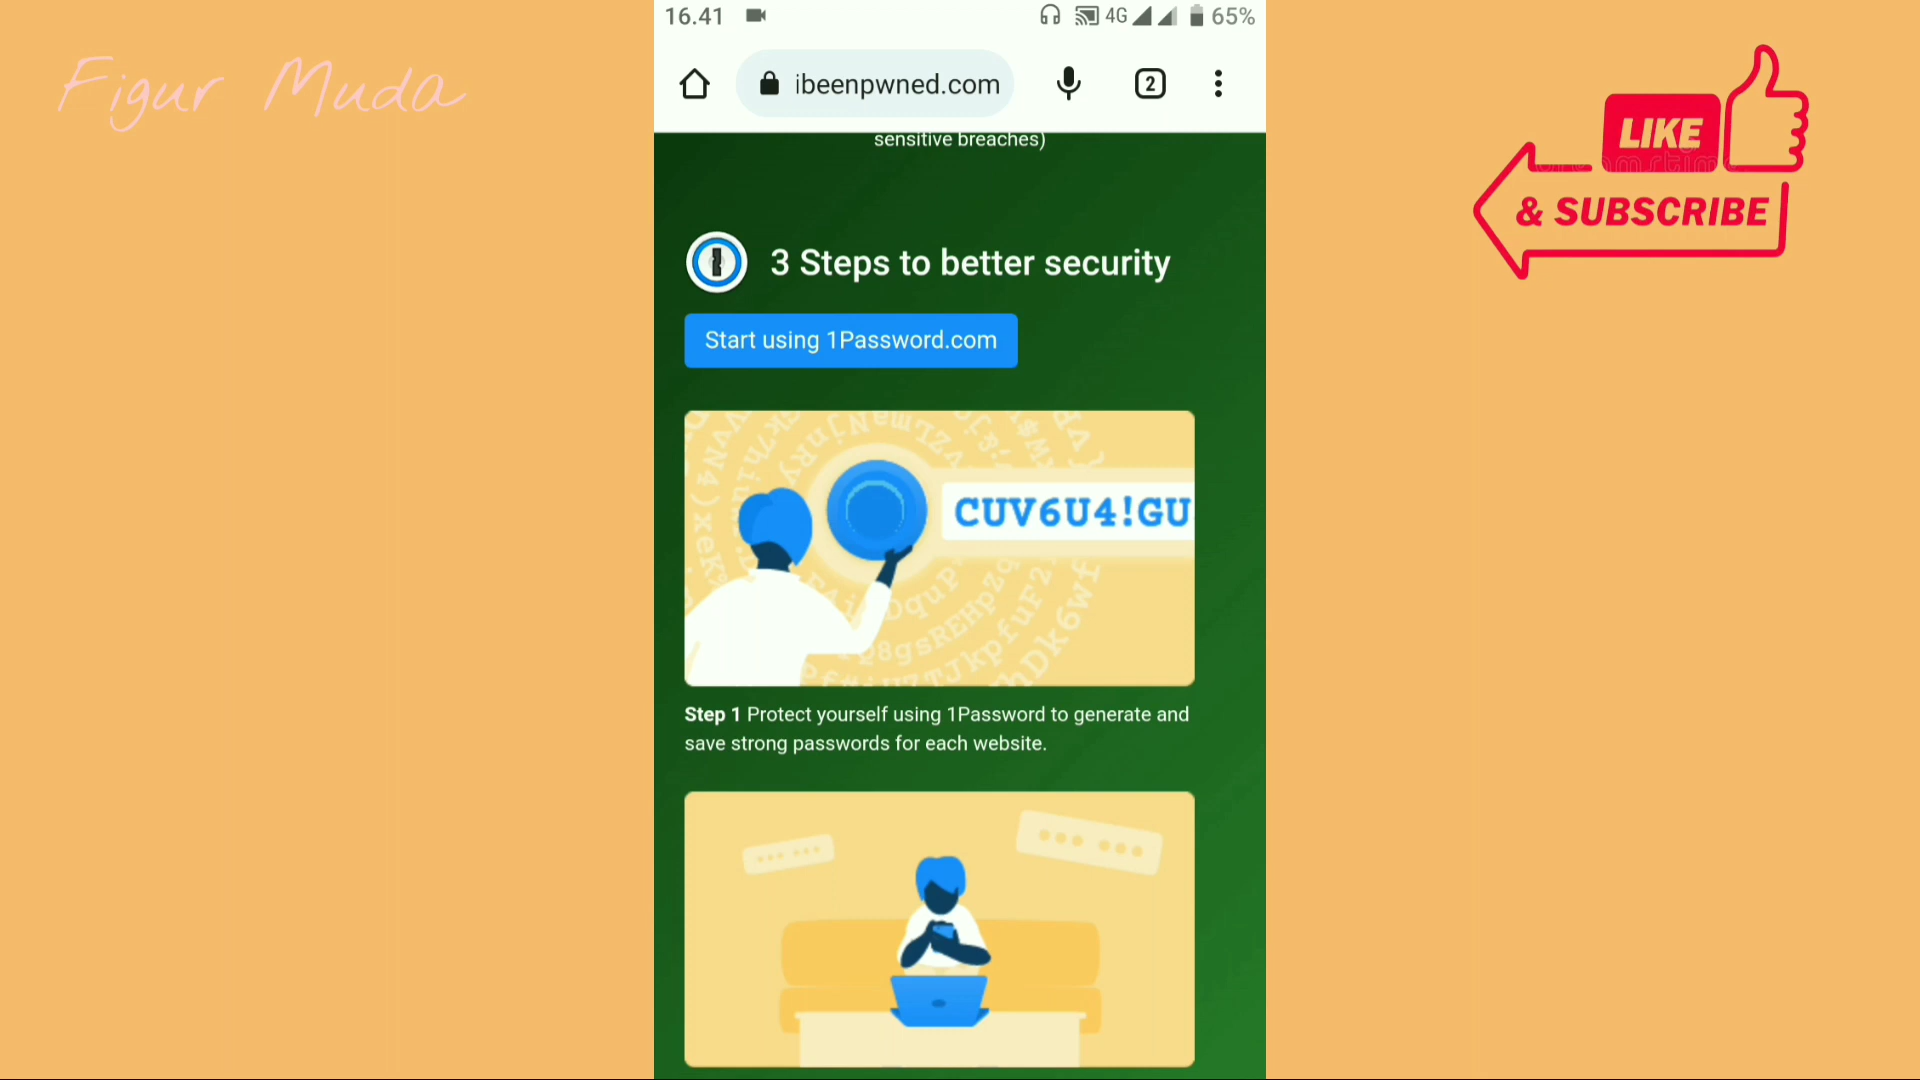 Figur Muda
16.41
4G
65%
ibeenpwned.com
2
LIKE
& SUBSCRIBE
sensitive breaches)
3 Steps to better security
Start using 1Password.com
CUV6U4!GU
Step 1 Protect yourself using 1Password to generate and
save strong passwords for each website.